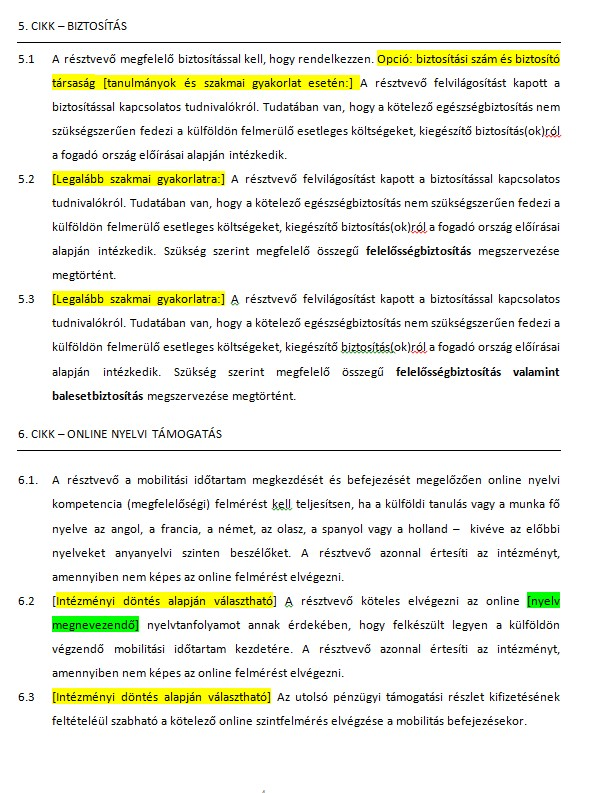 5. CIKK – BIZTOSÍTÁS
5.1 A résztvevő megfelelő biztosítással kell, hogy rendelkezzen. Opció: biztosítási szám és biztosító
társaság [tanulmányok és szakmai gyakorlat esetén:] A résztvevő felvilágosítást kapott a
biztosítással kapcsolatos tudnivalókról. Tudatában van, hogy a kötelező egészségbiztosítás nem
szükségszerűen fedezi a külföldön felmerülő esetleges költségeket, kiegészítő biztosítás(ok)ról
a fogadó ország előírásai alapján intézkedik.
5.2 [Legalább szakmai gyakorlatra:] A résztvevő felvilágosítást kapott a biztosítással kapcsolatos
tudnivalókról. Tudatában van, hogy a kötelező egészségbiztosítás nem szükségszerűen fedezi a
külföldön felmerülő esetleges költségeket, kiegészítő biztosítás(ok)ról a fogadó ország előírásai
alapján intézkedik. Szükség szerint megfelelő összegű felelősségbiztosítás megszervezése
megtörtént.
5.3 [Legalább szakmai gyakorlatra:] A résztvevő felvilágosítást kapott a biztosítással kapcsolatos
tudnivalókról. Tudatában van, hogy a kötelező egészségbiztosítás nem szükségszerűen fedezi a
külföldön felmerülő esetleges költségeket, kiegészítő biztosítás(ok)ról a fogadó ország előírásai
alapján intézkedik. Szükség szerint megfelelő összegű felelősségbiztosítás valamint
balesetbiztosítás megszervezése megtörtént.
6. CIKK – ONLINE NYELVI TÁMOGATÁS
6.1. A résztvevő a mobilitási időtartam megkezdését és befejezését megelőzően online nyelvi
kompetencia (megfelelőségi) felmérést kell teljesítsen, ha a külföldi tanulás vagy a munka fő
nyelve az angol, a francia, a német, az olasz, a spanyol vagy a holland – kivéve az előbbi
nyelveket anyanyelvi szinten beszélőket. A résztvevő azonnal értesíti az intézményt,
amennyiben nem képes az online felmérést elvégezni.
6.2 [Intézményi döntés alapján választható] A résztvevő köteles elvégezni az online [nyelv
megnevezendő] nyelvtanfolyamot annak érdekében, hogy felkészült legyen a külföldön
végzendő mobilitási időtartam kezdetére. A résztvevő azonnal értesíti az intézményt,
amennyiben nem képes az online felmérést elvégezni.
6.3 [Intézményi döntés alapján választható] Az utolsó pénzügyi támogatási részlet kifizetésének
feltételéül szabható a kötelező online szintfelmérés elvégzése a mobilitás befejezésekor.